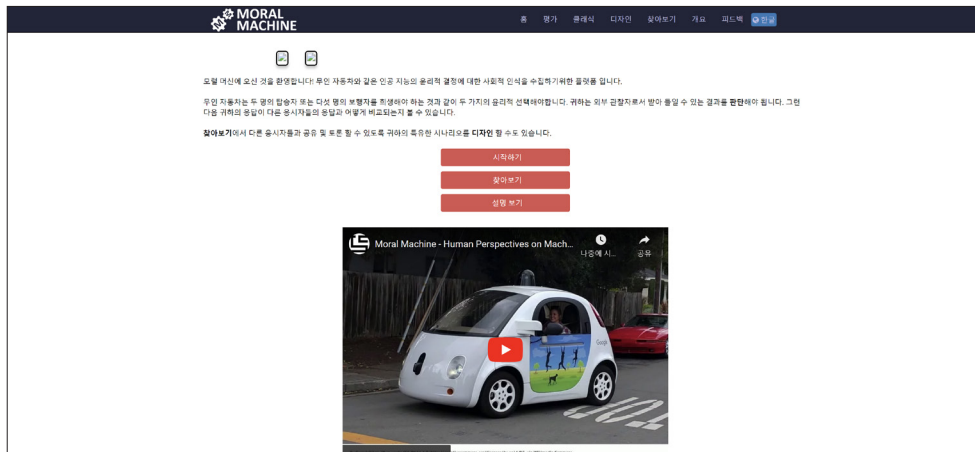 MORAL
MACHINE
홈 평가 클래식 디자인 찾아보기 개요 피드백 한글
모럴 머신에 오신 것을 환영합니다! 무인 자동차와 같은 인공 지능의 윤리적 결정에 대한 사회적 인식을 수집하기위한 플랫폼 입니다.
무인 자동차는 두 명의 탑승자 또는 다섯 명의 보행자를 희생해야 하는 것과 같이 두 가지의 윤리적 선택해야합니다. 귀하는 외부 관찰자로서 받아 들일 수 있는 결과를 판단해야 됩니다. 그런
다음 귀하의 응답이 다른 응시자들의 응답과 어떻게 비교되는지 볼 수 있습니다.
찾아보기에서 다른 응시자들과 공유 및 토론 할 수 있도록 귀하의 특유한 시나리오를 디자인 할 수도 있습니다.
시작하기
찾아보기
설명 보기
Moral Machine - Human Perspectives on Mach...
나중에 시... 공유
Google